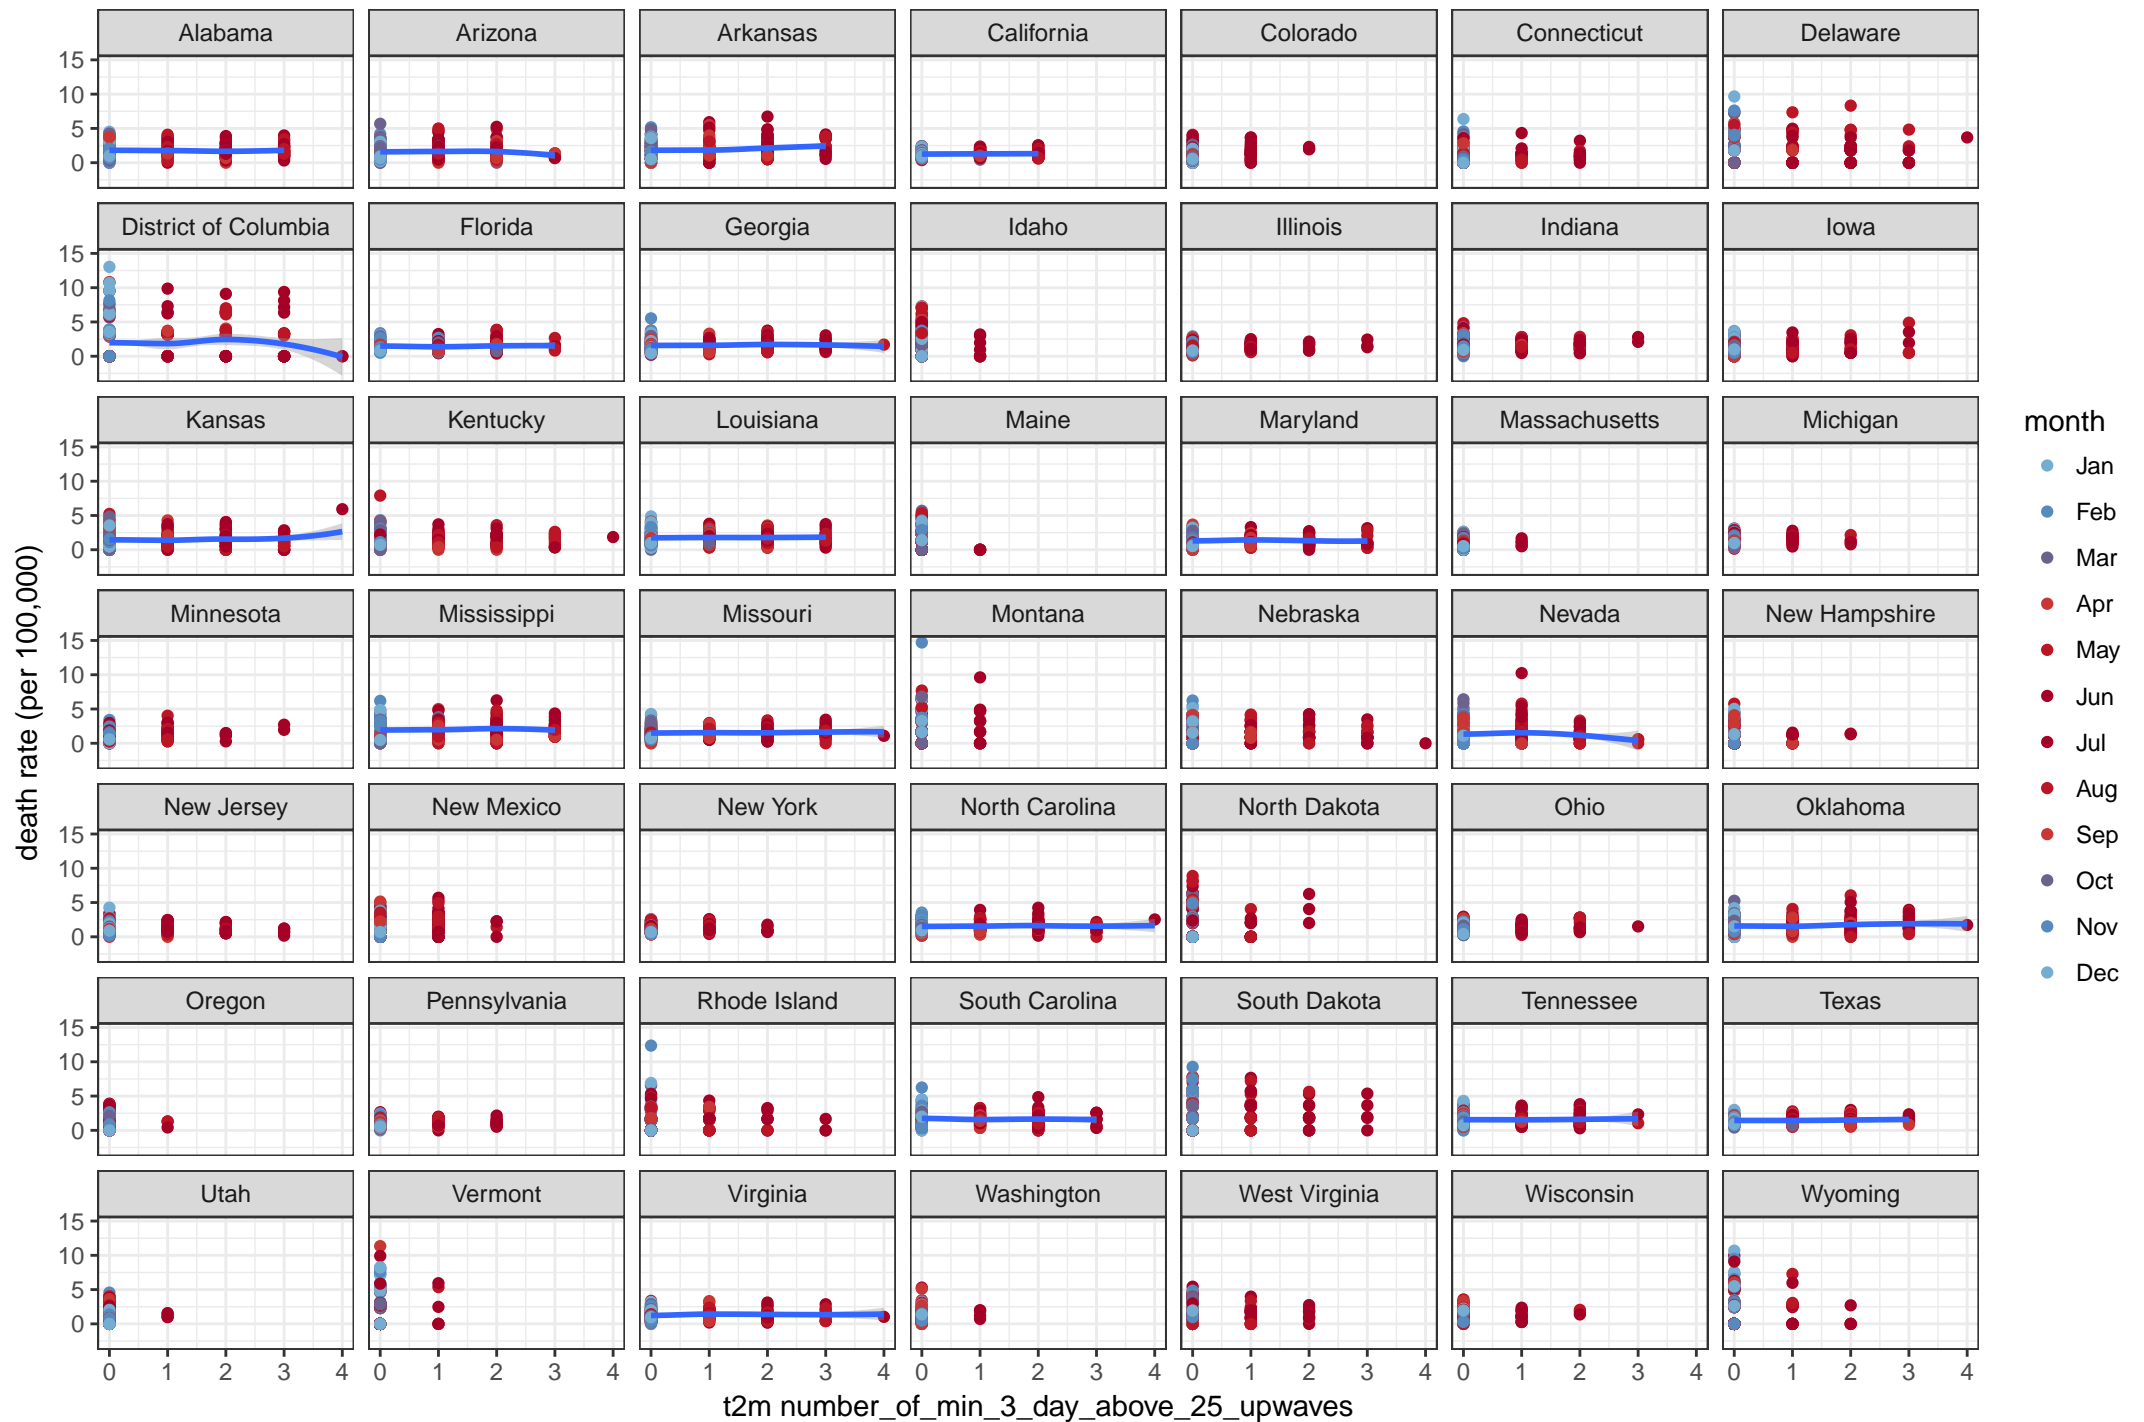 Alabama Arizona Arkansas California Colorado Connecticut Delaware
15
10
5
0
District of Columbia Florida Georgia Idaho Illinois Indiana Iowa
15
10
5
0
Kansas Kentucky Louisiana Maine Maryland Massachusetts Michigan
15
10
5
0
Minnesota Mississippi Missouri Montana Nebraska Nevada New Hampshire
15
10
5
0
New Jersey New Mexico New York North Carolina North Dakota Ohio Oklahoma
15
10
5
0
Oregon Pennsylvania Rhode Island South Carolina South Dakota Tennessee Texas
15
10
5
0
Utah Vermont Virginia Washington West Virginia Wisconsin Wyoming
15
10
5
0
0 1 2 3 4 0 1 2 3 4 0 1 2 3 4 0 1 2 3 4 0 1 2 3 4 0 1 2 3 4 0 1 2 3 4
t2m number_of_min_3_day_above_25_upwaves
death rate (per 100,000)
month
Jan
Feb
Mar
Apr
May
Jun
Jul
Aug
Sep
Oct
Nov
Dec